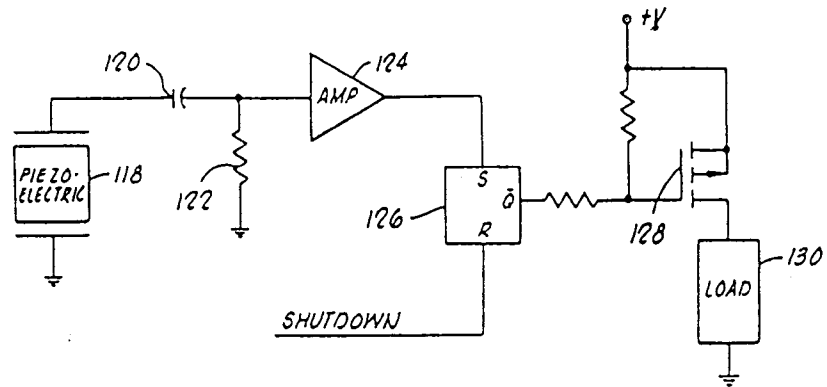 +V
120
124
AMP
PIEZO-
ELECTRIC
118
122
S
126
Q̄
R
128
130
LOAD
SHUTDOWN